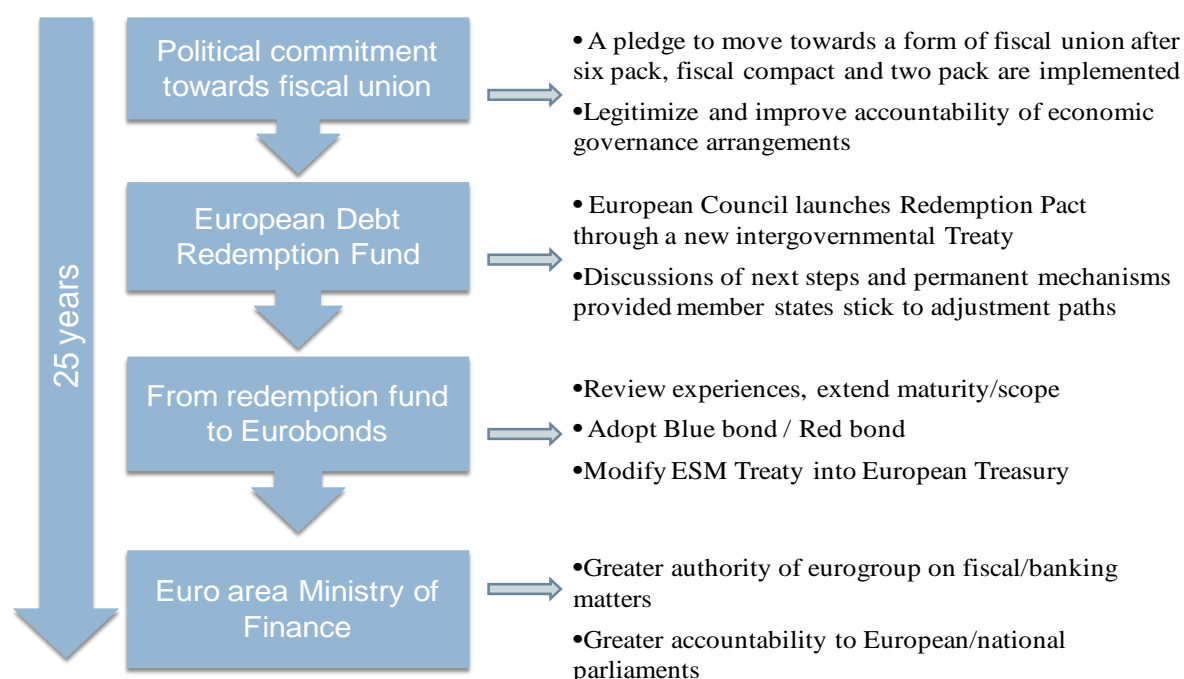 25 years
Political commitment
towards fiscal union
• A pledge to move towards a form of fiscal union after
six pack, fiscal compact and two pack are implemented
•Legitimize and improve accountability of economic
governance arrangements
European Debt
Redemption Fund
• European Council launches Redemption Pact
through a new intergovernmental Treaty
•Discussions of next steps and permanent mechanisms
provided member states stick to adjustment paths
From redemption fund
to Eurobonds
•Review experiences, extend maturity/scope
• Adopt Blue bond / Red bond
•Modify ESM Treaty into European Treasury
Euro area Ministry of
Finance
•Greater authority of eurogroup on fiscal/banking
matters
•Greater accountability to European/national
parliaments